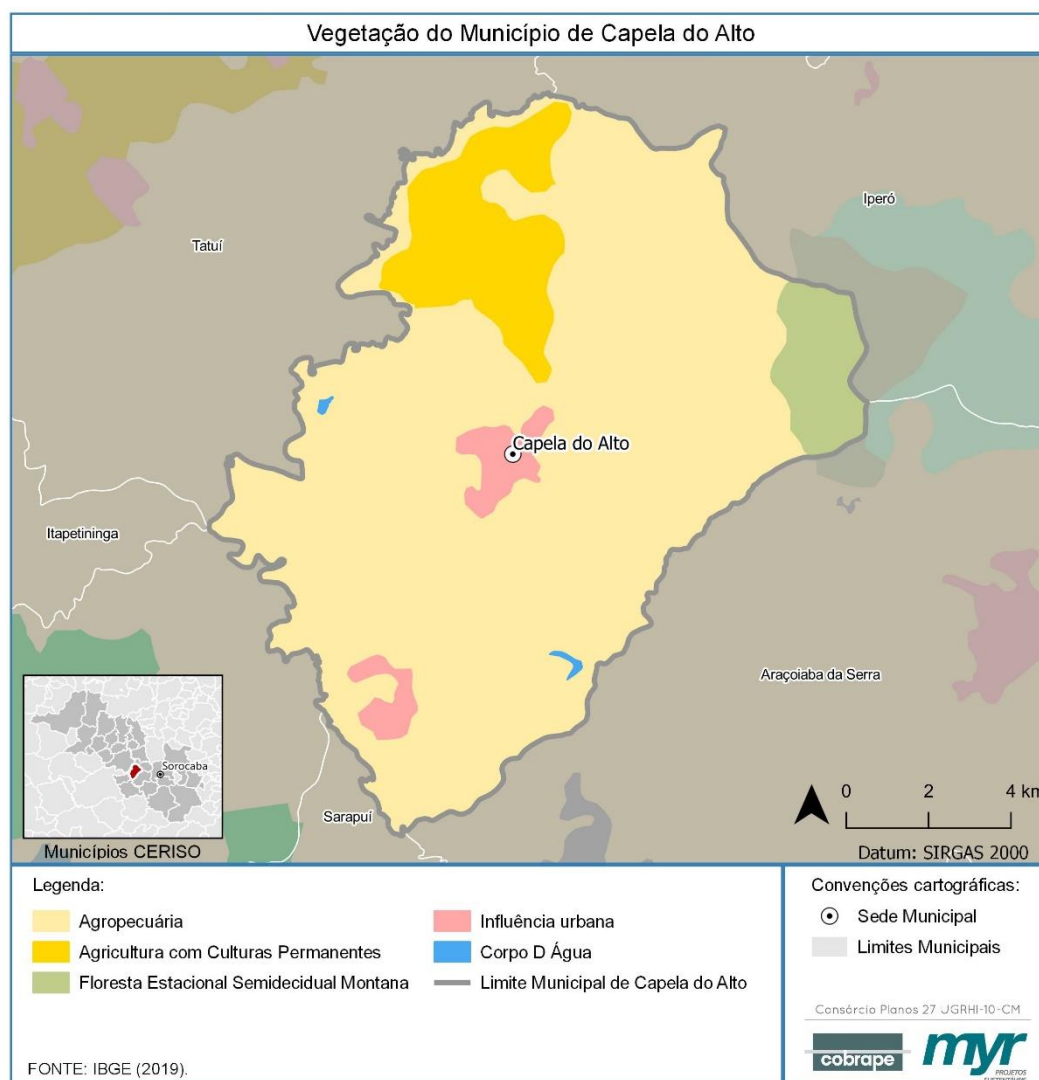 Vegetação do Município de Capela do Alto
Iperó
Tatuí
Capela do Alto
Itapetininga
Araçoiaba da Serra
Sorocaba
Sarapuí
0 2 4 km
Municípios CERISO
Datum: SIRGAS 2000
Legenda:
Agropecuária
Agricultura com Culturas Permanentes
Floresta Estacional Semidecidual Montana
Influência urbana
Corpo D Água
Limite Municipal de Capela do Alto
FONTE: IBGE (2019).
Convenções cartográficas:
Sede Municipal
Limites Municipais
Consórcio Planos 27 UGRHI-10-CM
cobrape
myr
PROJETOS
SUSTENTÁVEIS